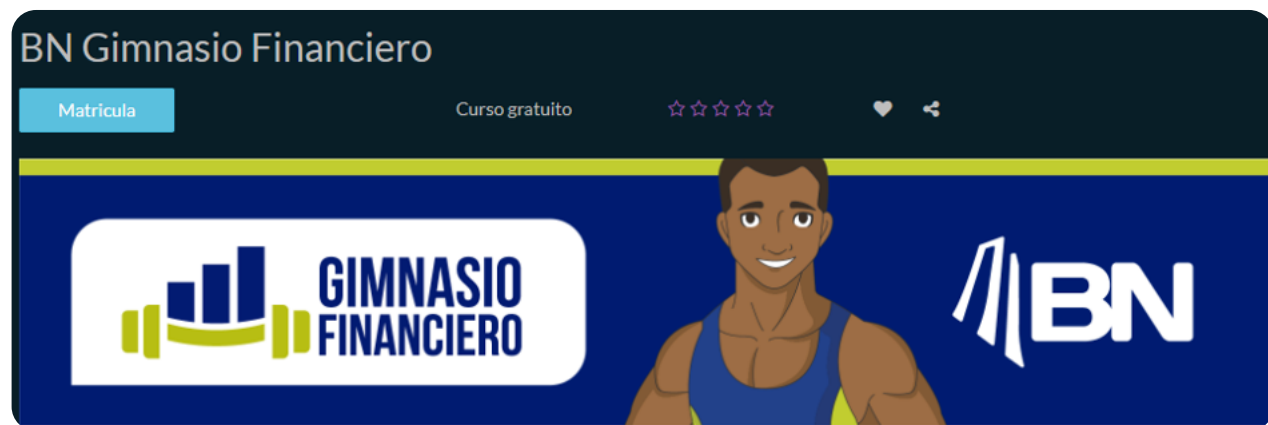 BN Gimnasio Financiero
Matricula
Curso gratuito
GIMNASIO
FINANCIERO
BN